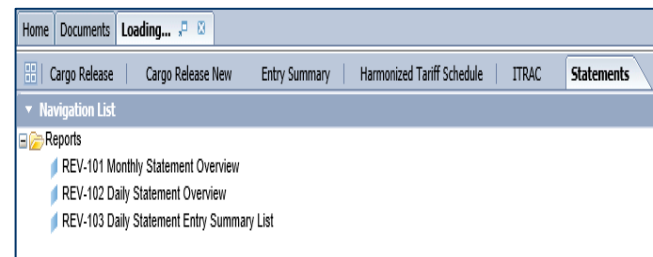 Home Documents Loading...
Cargo Release Cargo Release New Entry Summary Harmonized Tariff Schedule ITRAC Statements
Navigation List
Reports
REV-101 Monthly Statement Overview
REV-102 Daily Statement Overview
REV-103 Daily Statement Entry Summary List